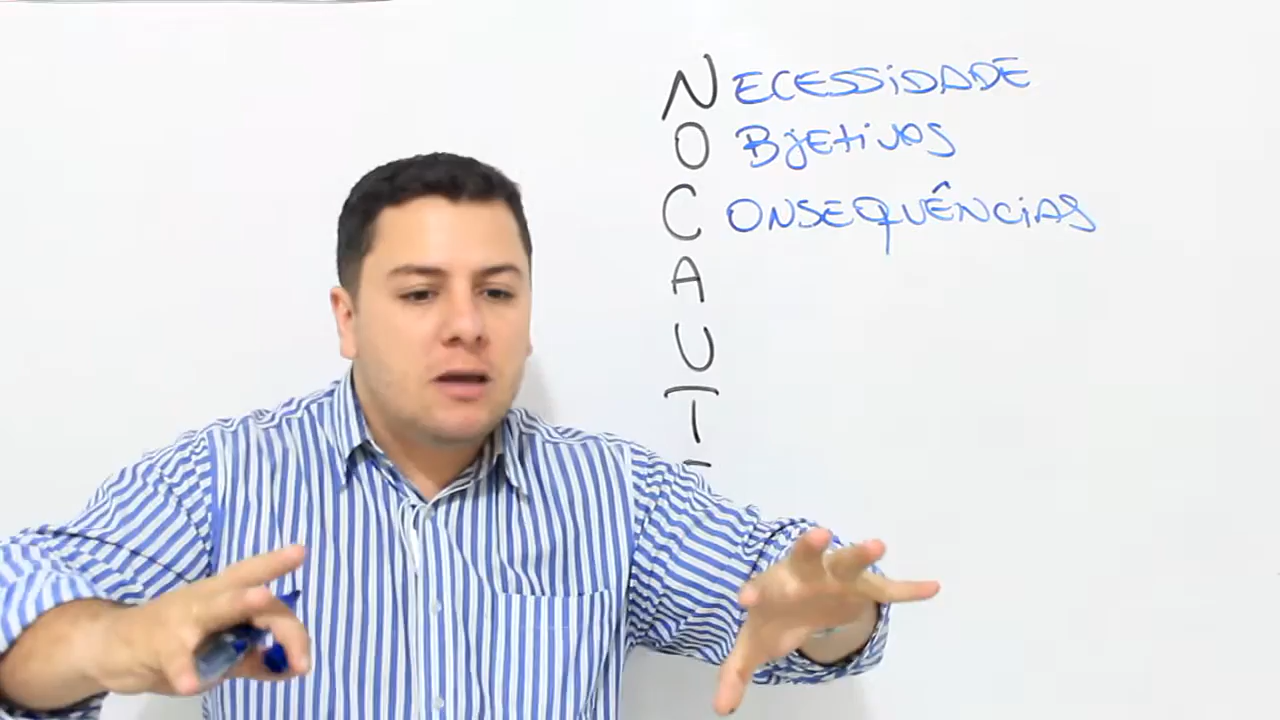 NECESSIDADE
OBJETIVOS
CONSEQUÊNCIAS
A
U
T